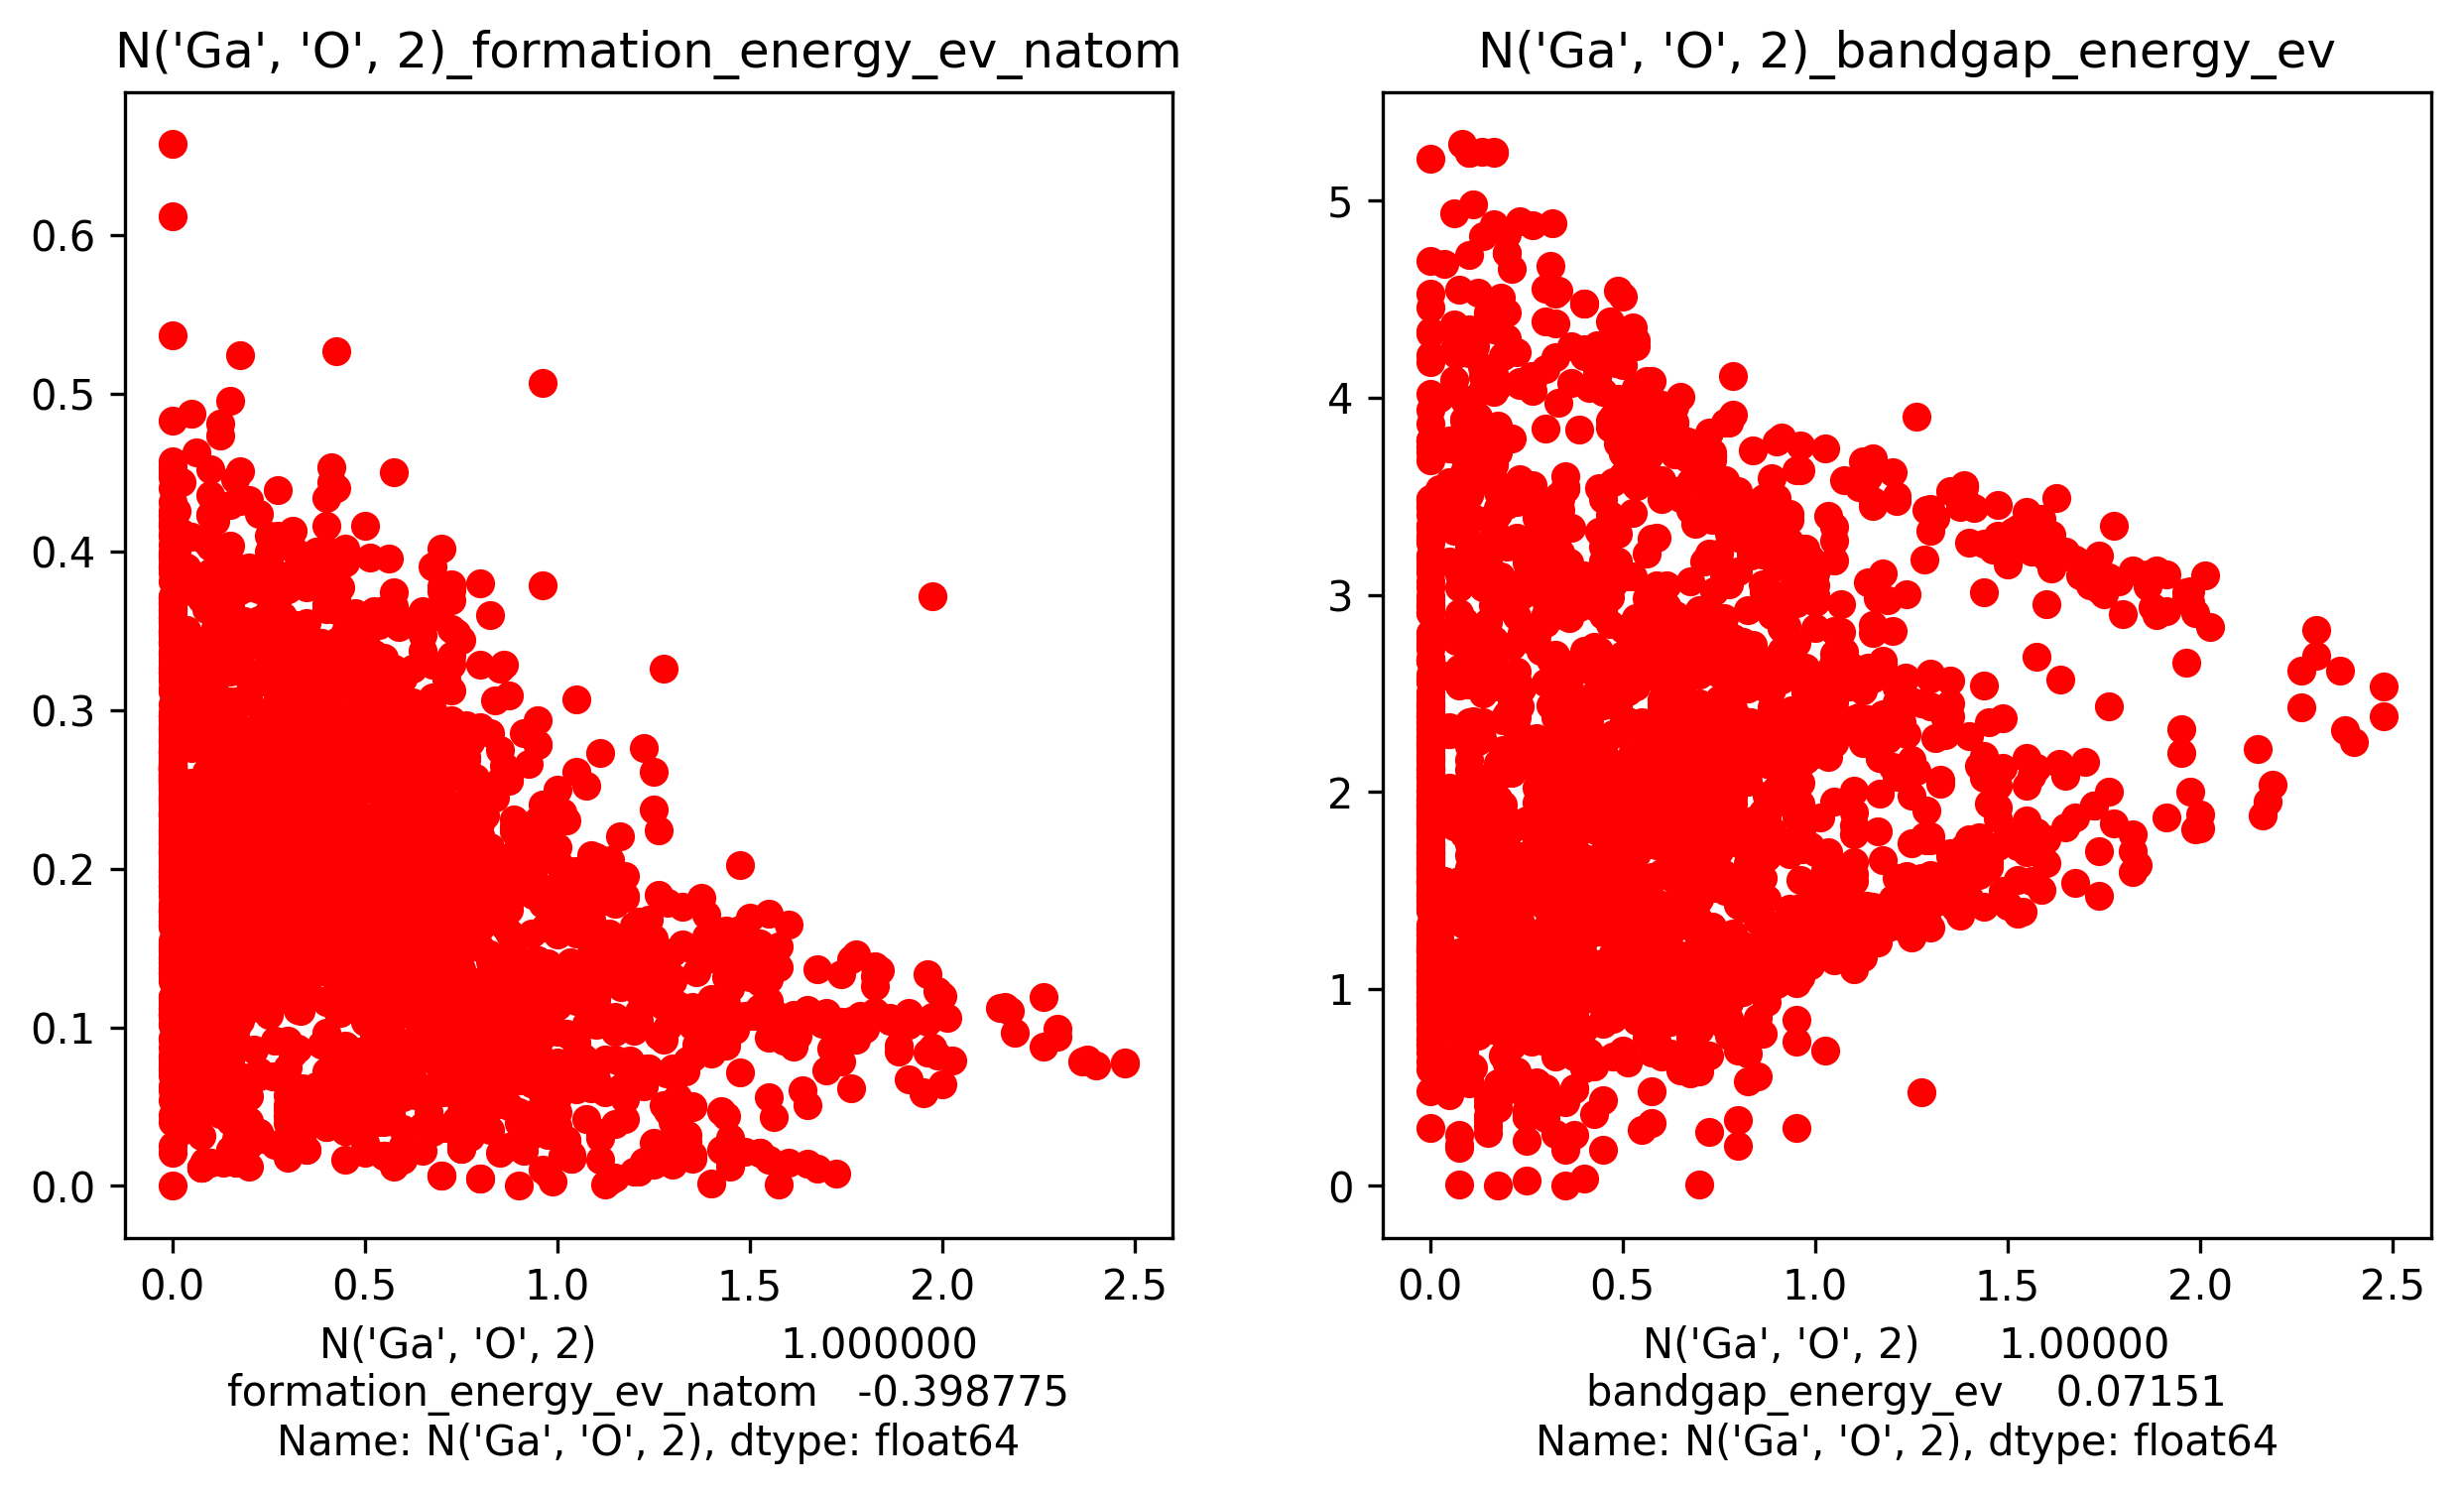 N('Ga', 'O', 2)_formation_energy_ev_natom
0.6
0.5
0.4
0.3
0.2
0.1
0.0
0.0 0.5 1.0 1.5 2.0 2.5
N('Ga', 'O', 2) 1.000000
formation_energy_ev_natom -0.398775
Name: N('Ga', 'O', 2), dtype: float64
N('Ga', 'O', 2)_bandgap_energy_ev
5
4
3
2
1
0
0.0 0.5 1.0 1.5 2.0 2.5
N('Ga', 'O', 2) 1.00000
bandgap_energy_ev 0.07151
Name: N('Ga', 'O', 2), dtype: float64